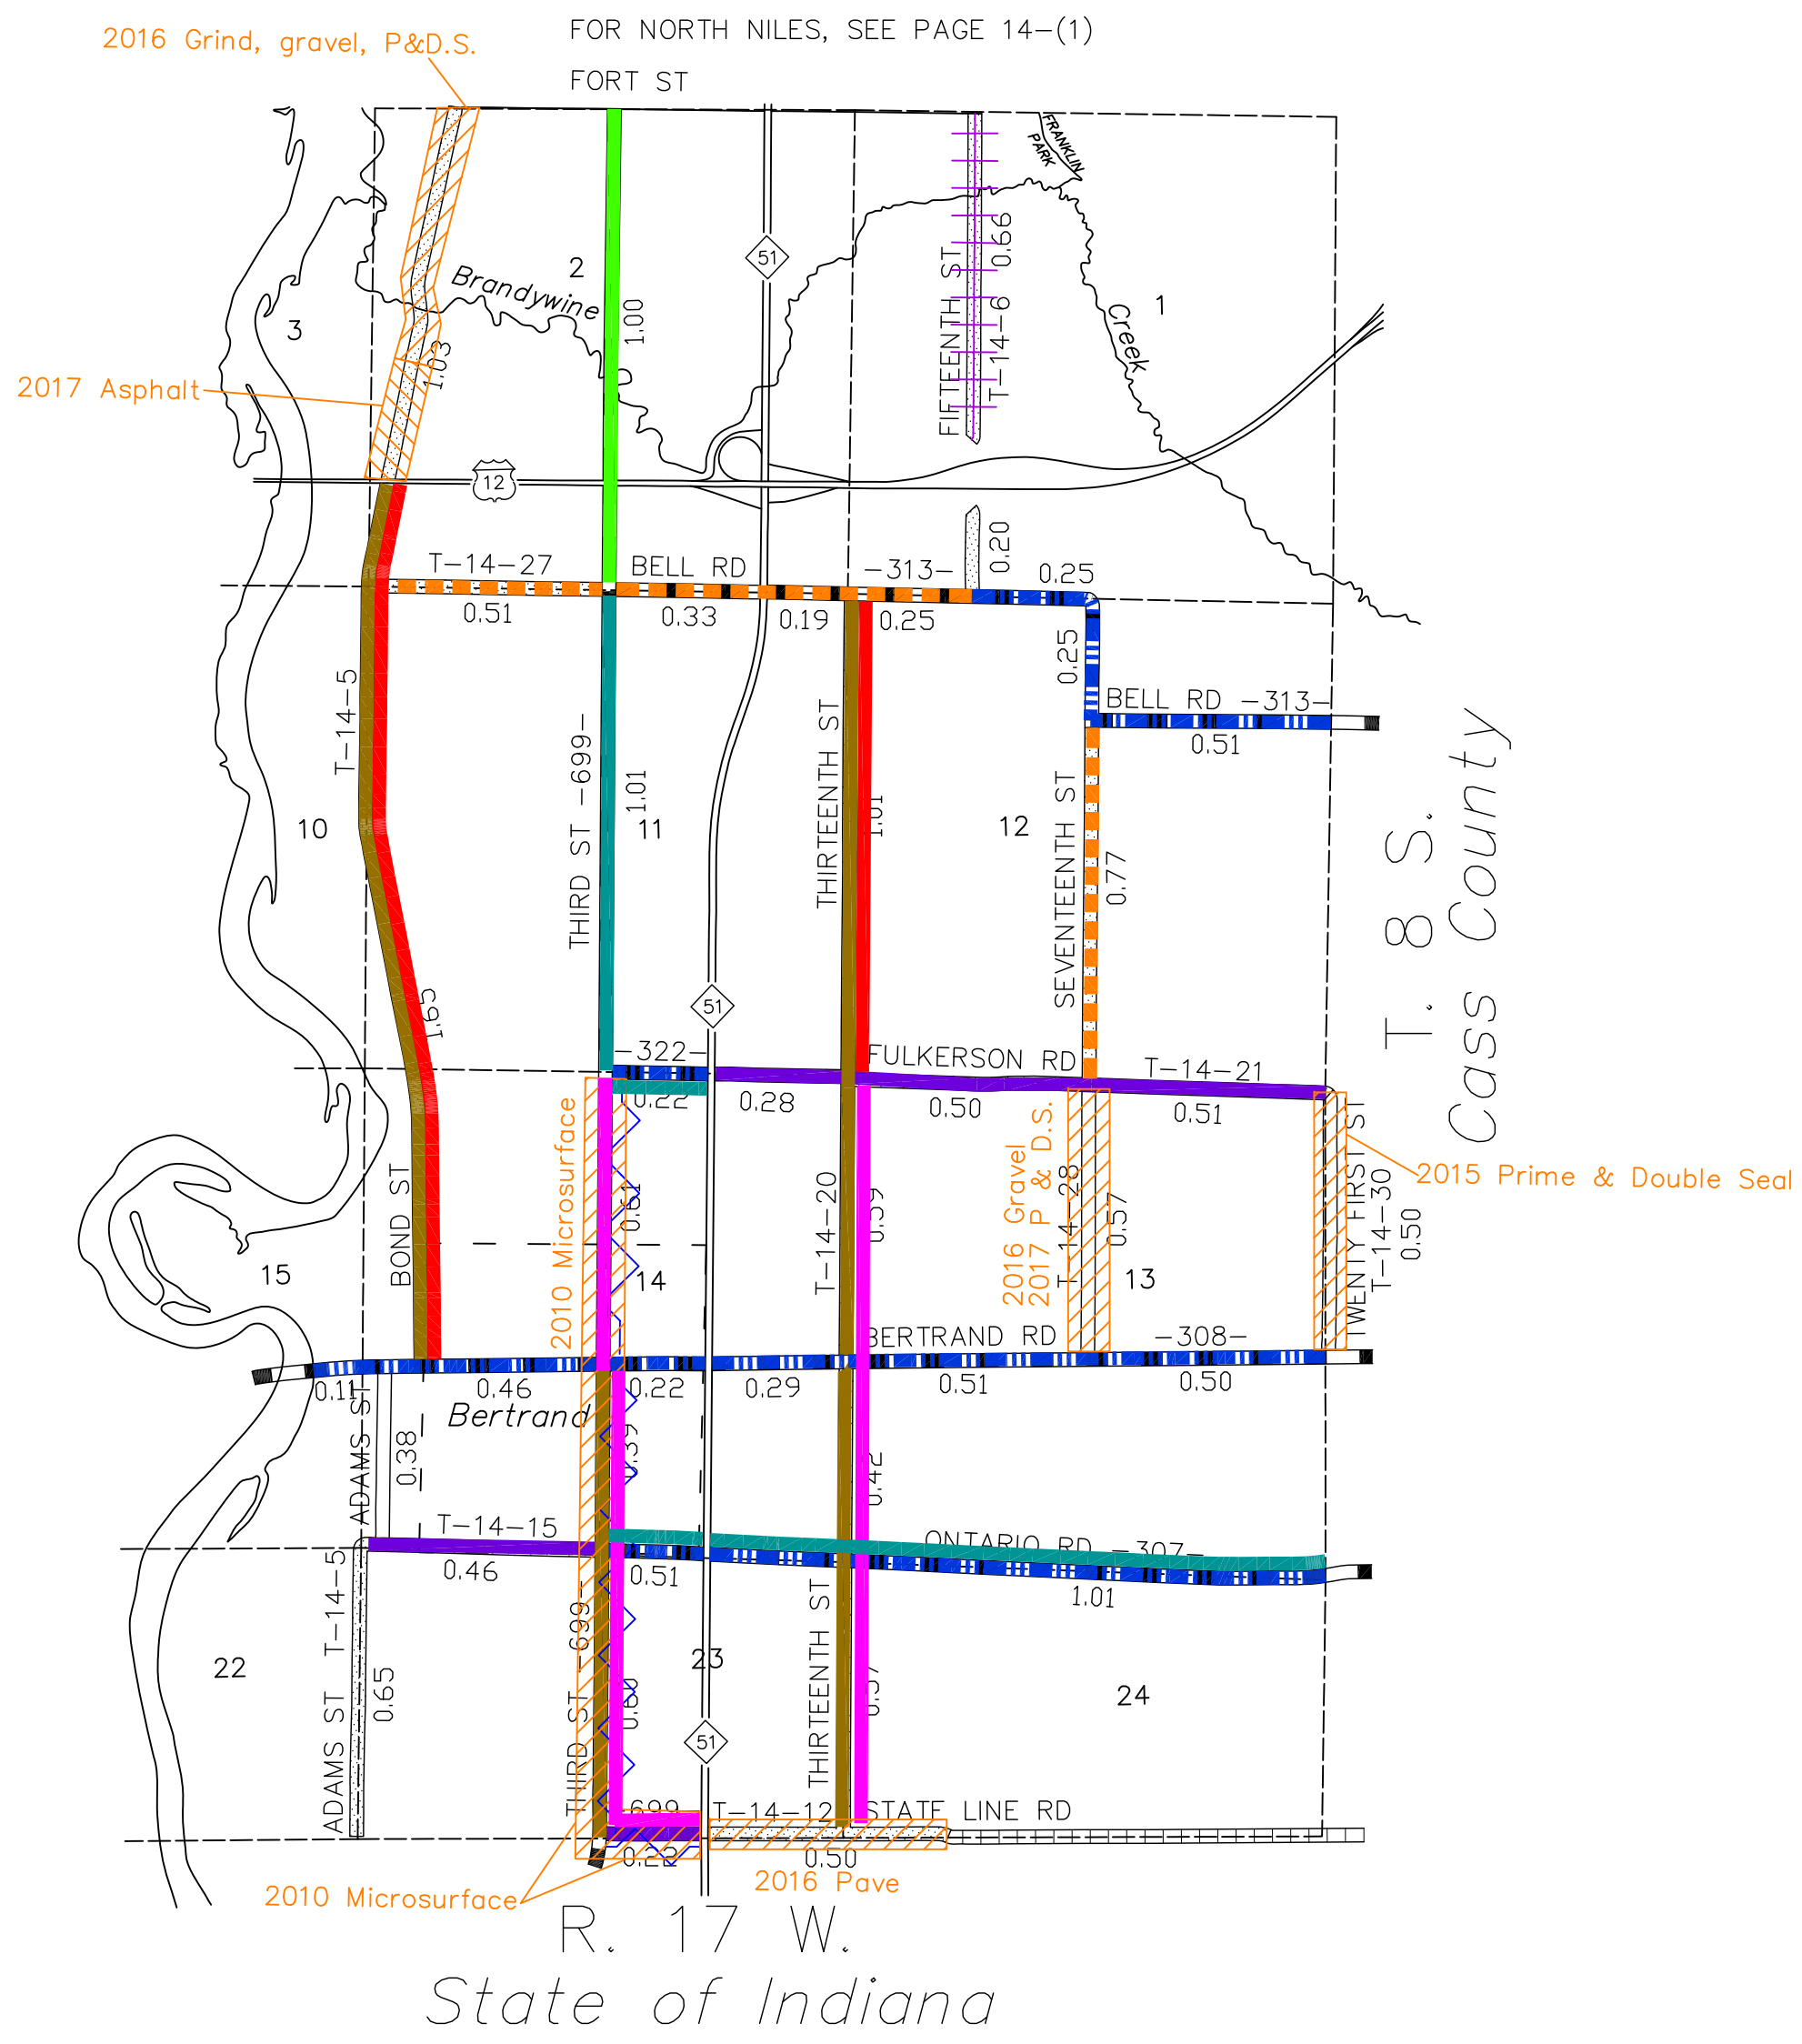 FOR NORTH NILES, SEE PAGE 14-(1)
2016 Grind, gravel, P&D.S.
FORT ST
FRANKLIN
PARK
51
2
1
3
Brandywine
Creek
1.00
FIFTEENTH ST
T-14-6 0.66
1.03
2017 Asphalt
12
T-14-27
BELL RD
-313-
0.20
0.25
0.51
0.33
0.19
0.25
0.25
T-14-5
BELL RD -313-
0.51
THIRD ST -699-
1.01
THIRTEENTH ST
1.01
10
11
12
SEVENTEENTH ST
0.77
T. 8 S.
Cass County
51
1.69
-322-
FULKERSON RD
T-14-21
0.22
0.28
0.50
0.51
2010 Microsurface
0.61
T-14-20
0.59
2016 Gravel
2017 P & D.S.
T-14-28
0.57
TWENTY FIRST ST
T-14-30
0.50
2015 Prime & Double Seal
BOND ST
15
14
13
BERTRAND RD
-308-
0.11
0.46
0.22
0.29
0.51
0.50
Bertrand
ADAMS ST
0.38
0.39
0.42
T-14-15
0.46
ONTARIO RD -307-
0.51
1.01
ADAMS ST T-14-5
0.65
THIRD ST -699-
0.60
THIRTEENTH ST
0.57
22
23
24
51
699
T-14-12
STATE LINE RD
0.22
0.50
2010 Microsurface
2016 Pave
R. 17 W.
State of Indiana